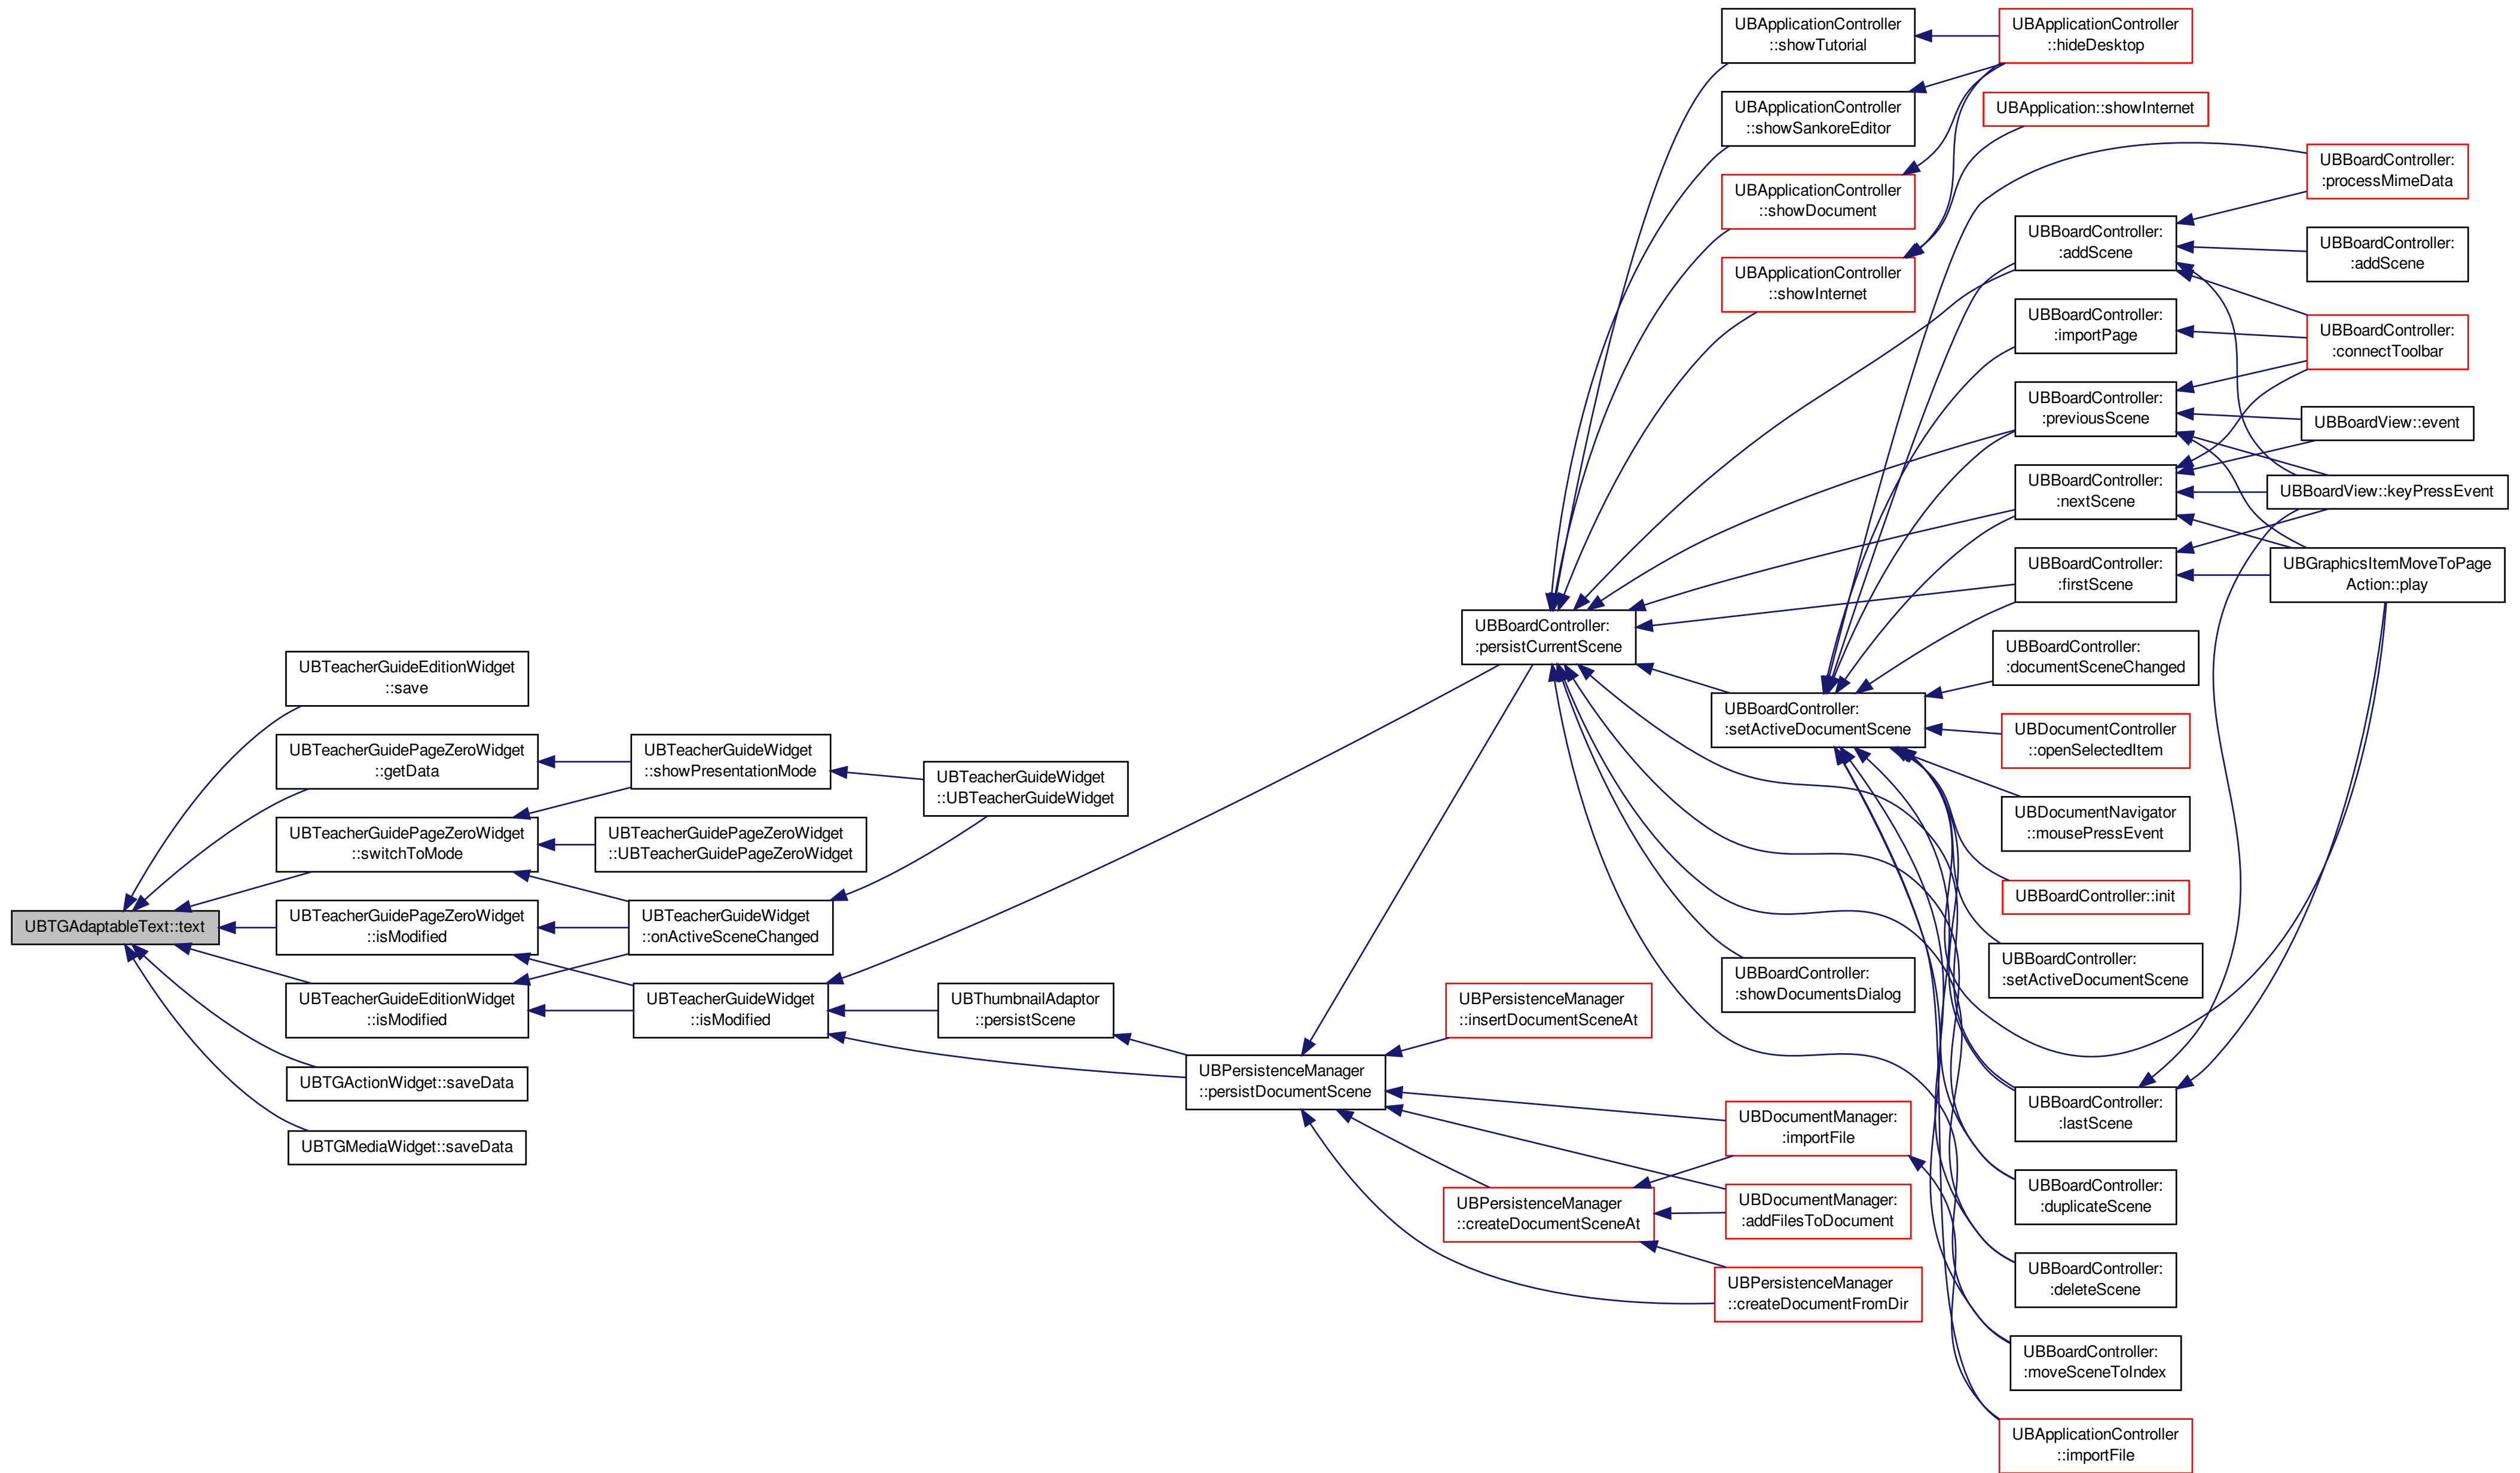 UBTGAdaptableText::text
UBTeacherGuideEditionWidget
::save
UBTeacherGuidePageZeroWidget
::getData
UBTeacherGuidePageZeroWidget
::switchToMode
UBTeacherGuidePageZeroWidget
::isModified
UBTeacherGuideEditionWidget
::isModified
UBTGActionWidget::saveData
UBTGMediaWidget::saveData
UBTeacherGuideWidget
::showPresentationMode
UBTeacherGuidePageZeroWidget
::UBTeacherGuidePageZeroWidget
UBTeacherGuideWidget
::onActiveSceneChanged
UBTeacherGuideWidget
::isModified
UBTeacherGuideWidget
::UBTeacherGuideWidget
UBThumbnailAdaptor
::persistScene
UBPersistenceManager
::persistDocumentScene
UBBoardController:
:persistCurrentScene
UBPersistenceManager
::insertDocumentSceneAt
UBPersistenceManager
::createDocumentSceneAt
UBApplicationController
::showTutorial
UBApplicationController
::showSankoreEditor
UBApplicationController
::showDocument
UBApplicationController
::showInternet
UBBoardController:
:setActiveDocumentScene
UBBoardController:
:showDocumentsDialog
UBDocumentManager:
:importFile
UBDocumentManager:
:addFilesToDocument
UBPersistenceManager
::createDocumentFromDir
UBApplicationController
::hideDesktop
UBApplication::showInternet
UBBoardController:
:addScene
UBBoardController:
:importPage
UBBoardController:
:previousScene
UBBoardController:
:nextScene
UBBoardController:
:firstScene
UBBoardController:
:documentSceneChanged
UBDocumentController
::openSelectedItem
UBDocumentNavigator
::mousePressEvent
UBBoardController::init
UBBoardController:
:setActiveDocumentScene
UBBoardController:
:lastScene
UBBoardController:
:duplicateScene
UBBoardController:
:deleteScene
UBBoardController:
:moveSceneToIndex
UBApplicationController
::importFile
UBBoardController:
:processMimeData
UBBoardController:
:addScene
UBBoardController:
:connectToolbar
UBBoardView::event
UBBoardView::keyPressEvent
UBGraphicsItemMoveToPage
Action::play